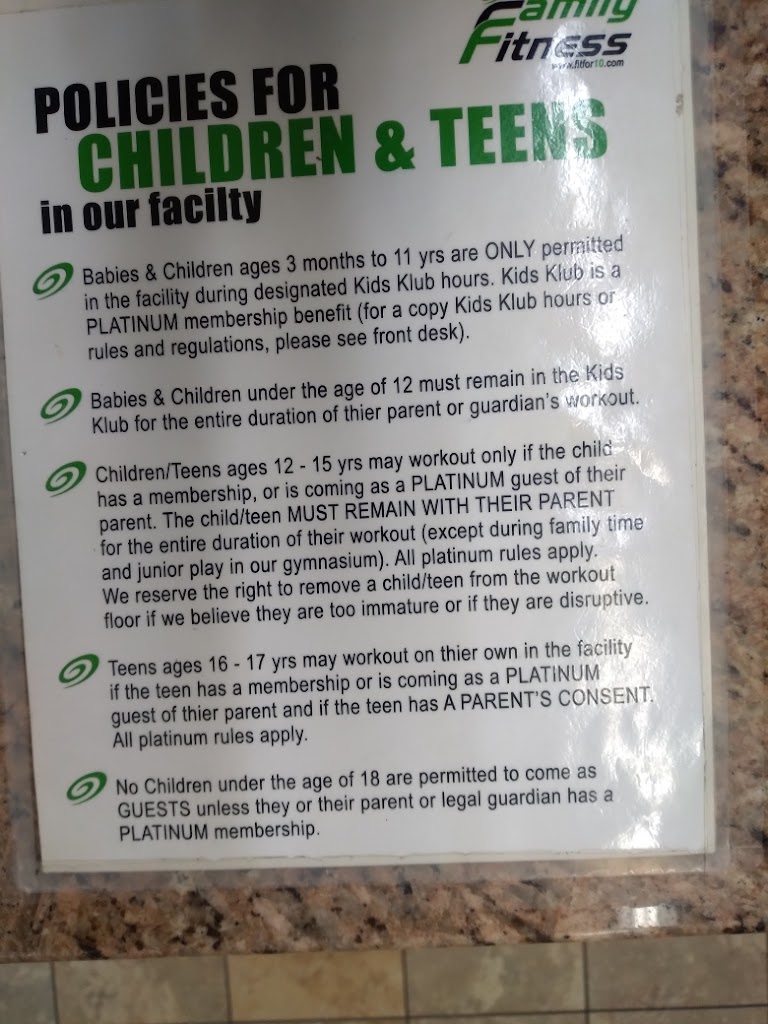 Family
Fitness
www.fitfor10.com
POLICIES FOR
CHILDREN & TEENS
in our facilty
Babies & Children ages 3 months to 11 yrs are ONLY permitted
in the facility during designated Kids Klub hours. Kids Klub is a
PLATINUM membership benefit (for a copy Kids Klub hours or
rules and regulations, please see front desk).
Babies & Children under the age of 12 must remain in the Kids
Klub for the entire duration of thier parent or guardian's workout.
Children/Teens ages 12 - 15 yrs may workout only if the child
has a membership, or is coming as a PLATINUM guest of their
parent. The child/teen MUST REMAIN WITH THEIR PARENT
for the entire duration of their workout (except during family time
and junior play in our gymnasium). All platinum rules apply.
We reserve the right to remove a child/teen from the workout
floor if we believe they are too immature or if they are disruptive.
Teens ages 16 - 17 yrs may workout on thier own in the facility
if the teen has a membership or is coming as a PLATINUM
guest of thier parent and if the teen has A PARENT'S CONSENT.
All platinum rules apply.
No Children under the age of 18 are permitted to come as
GUESTS unless they or their parent or legal guardian has a
PLATINUM membership.